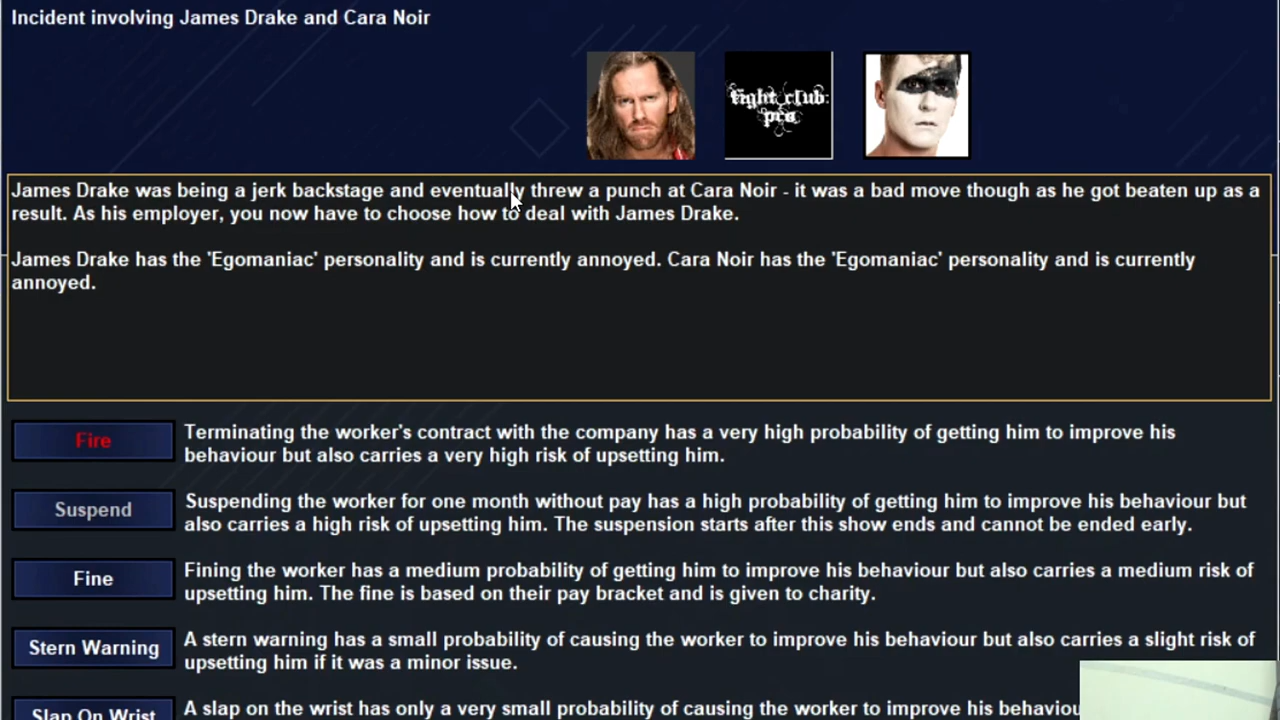 Incident involving James Drake and Cara Noir
fight club:
pro
James Drake was being a jerk backstage and eventually threw a punch at Cara Noir - it was a bad move though as he got beaten up as a
result. As his employer, you now have to choose how to deal with James Drake.
James Drake has the 'Egomaniac' personality and is currently annoyed. Cara Noir has the 'Egomaniac' personality and is currently
annoyed.
Fire
Terminating the worker's contract with the company has a very high probability of getting him to improve his
behaviour but also carries a very high risk of upsetting him.
Suspend
Suspending the worker for one month without pay has a high probability of getting him to improve his behaviour but
also carries a high risk of upsetting him. The suspension starts after this show ends and cannot be ended early.
Fine
Fining the worker has a medium probability of getting him to improve his behaviour but also carries a medium risk of
upsetting him. The fine is based on their pay bracket and is given to charity.
Stern Warning
A stern warning has a small probability of causing the worker to improve his behaviour but also carries a slight risk of
upsetting him if it was a minor issue.
Slap On Wrist
A slap on the wrist has only a very small probability of causing the worker to improve his behaviou